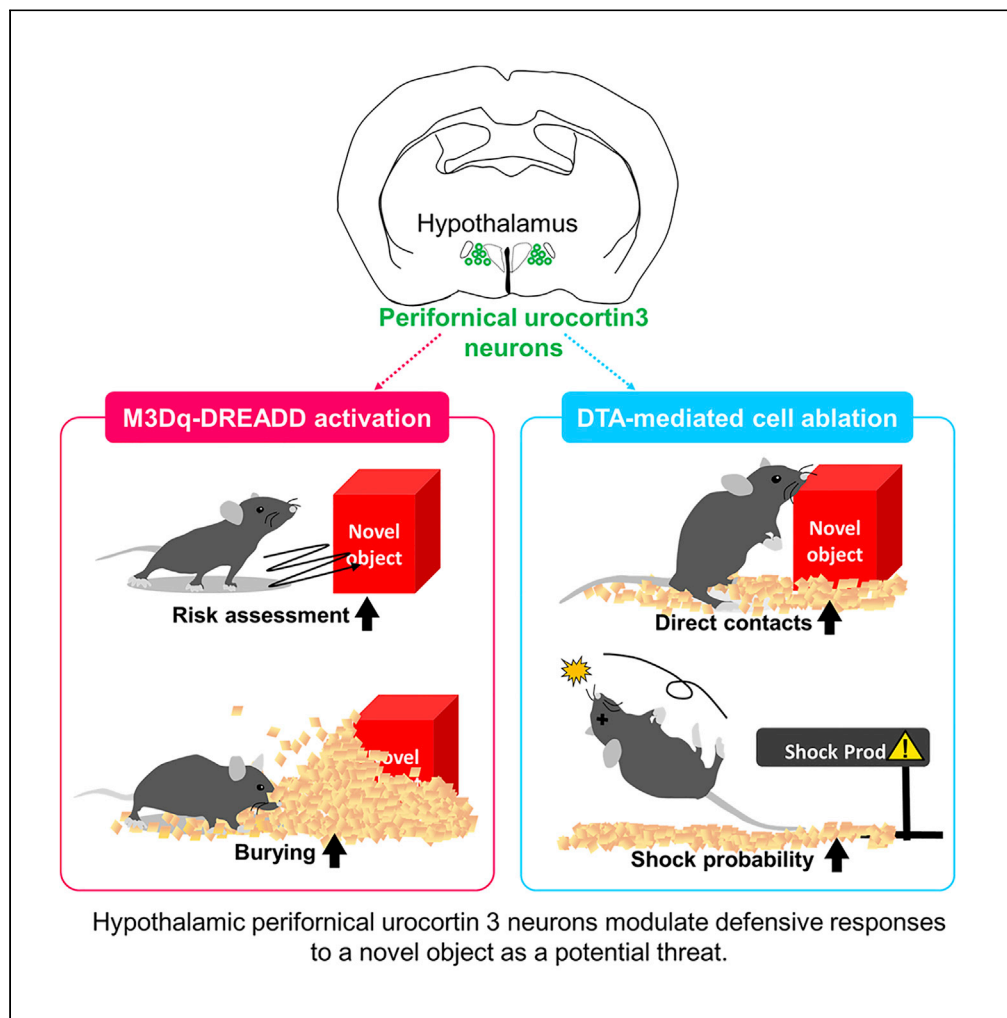 Hypothalamus
Perifornical urocortin3
neurons
M3Dq-DREADD activation
Novel
object
Risk assessment
Novel
Burying
DTA-mediated cell ablation
Novel
object
Direct contacts
Shock Prod
Shock probability
Hypothalamic perifornical urocortin 3 neurons modulate defensive responses
to a novel object as a potential threat.